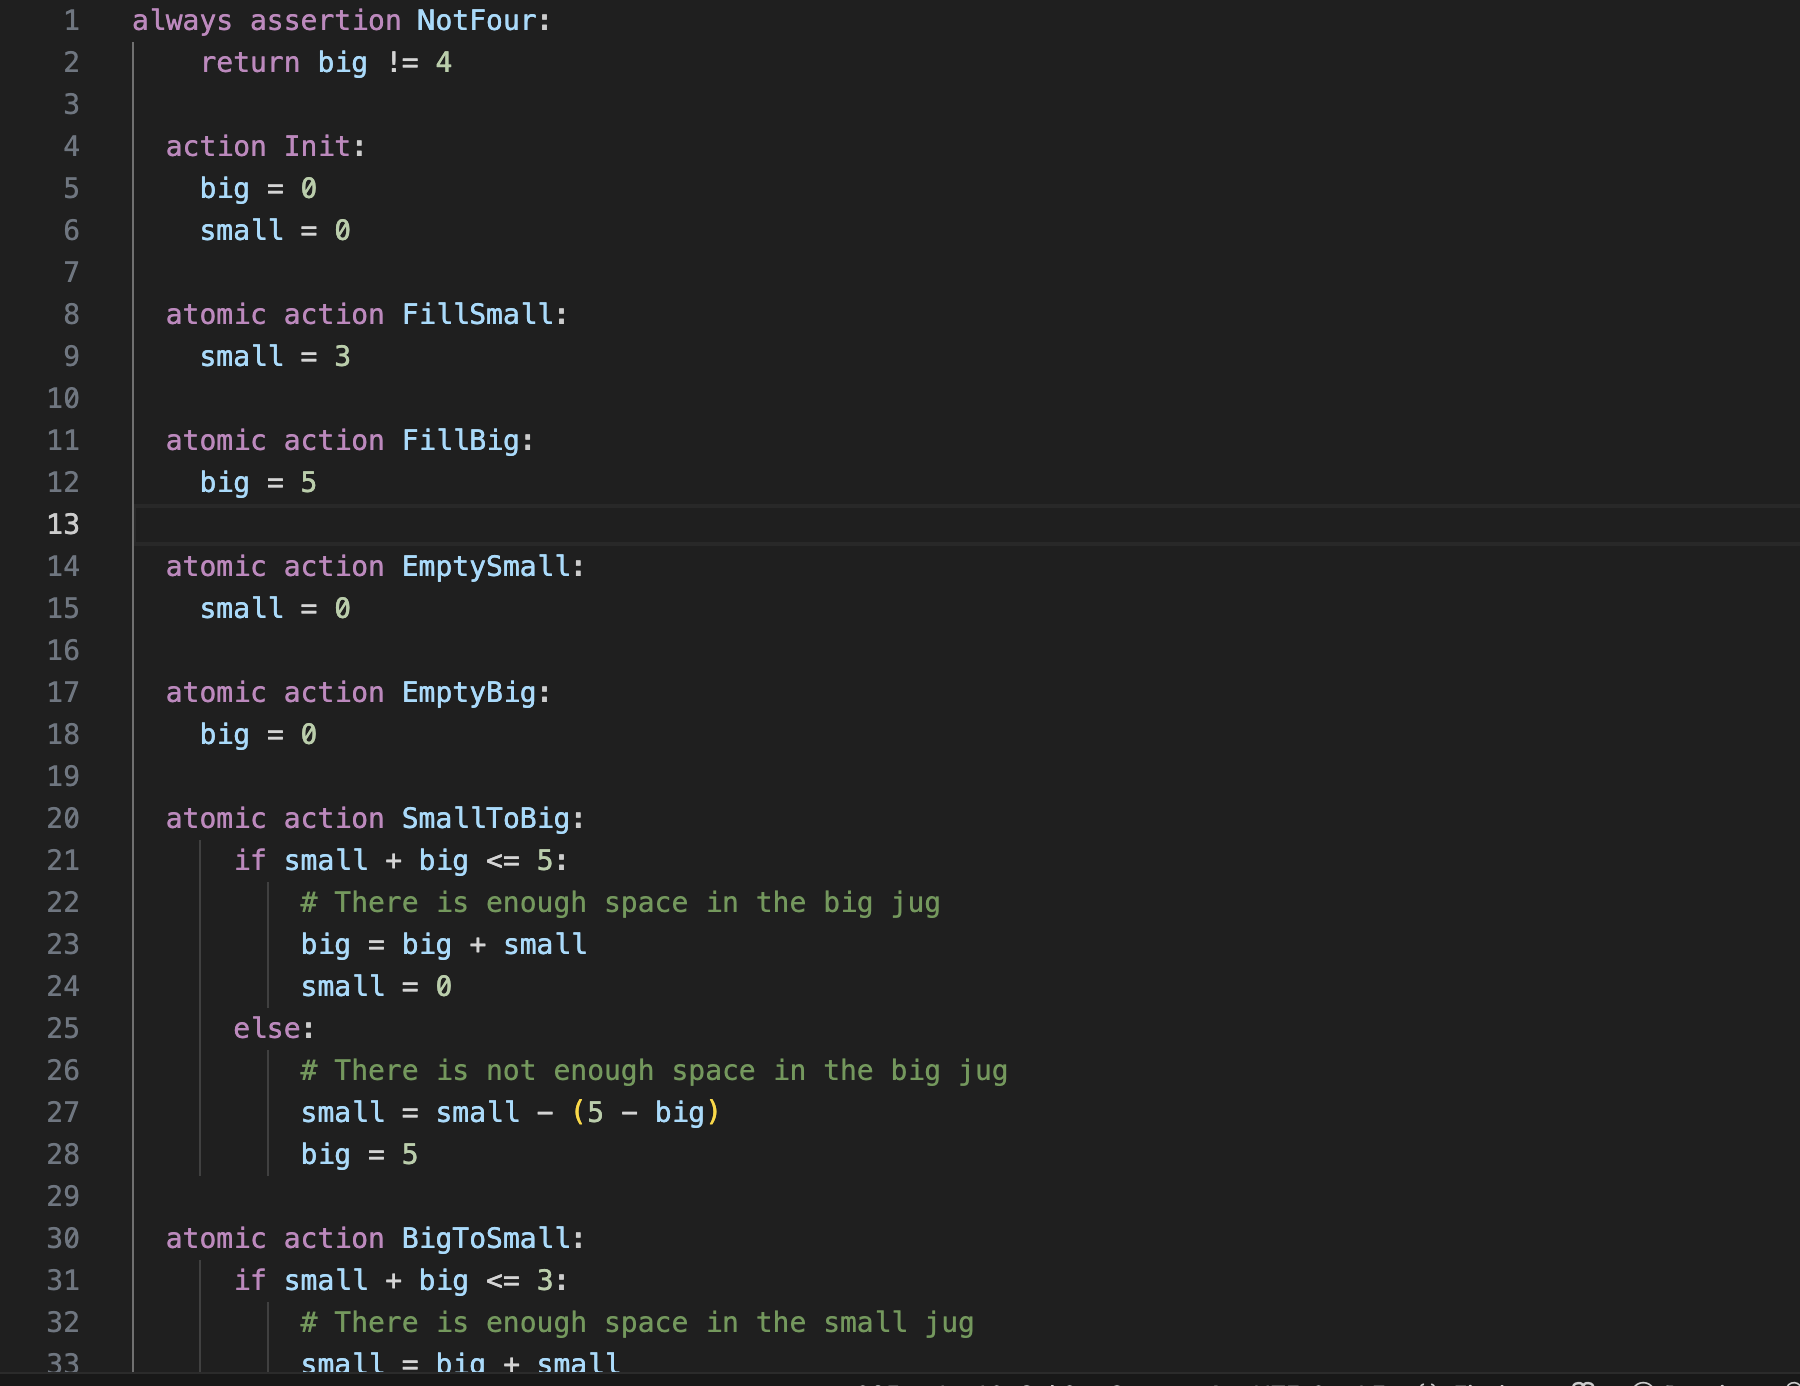 1 always assertion NotFour:
2 return big != 4
3
4 action Init:
5 big = 0
6 small = 0
7
8 atomic action FillSmall:
9 small = 3
10
11 atomic action FillBig:
12 big = 5
13
14 atomic action EmptySmall:
15 small = 0
16
17 atomic action EmptyBig:
18 big = 0
19
20 atomic action SmallToBig:
21 if small + big <= 5:
22 # There is enough space in the big jug
23 big = big + small
24 small = 0
25 else:
26 # There is not enough space in the big jug
27 small = small - (5 - big)
28 big = 5
29
30 atomic action BigToSmall:
31 if small + big <= 3:
32 # There is enough space in the small jug
33 small = big + small